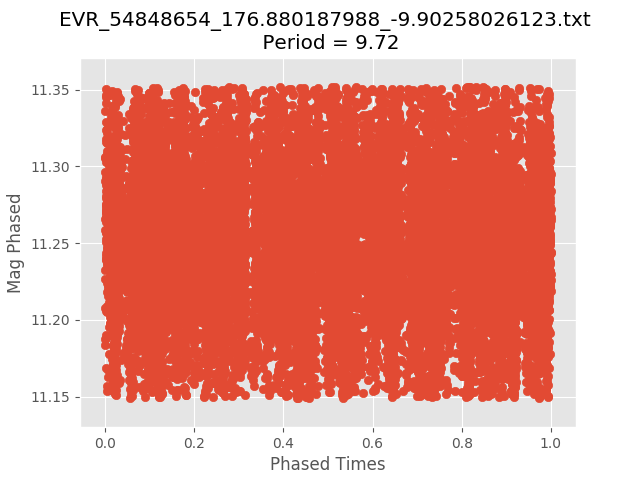 EVR_54848654_176.880187988_-9.90258026123.txt
Period = 9.72
11.35
11.30
11.25
11.20
11.15
Mag Phased
0.0 0.2 0.4 0.6 0.8 1.0
Phased Times